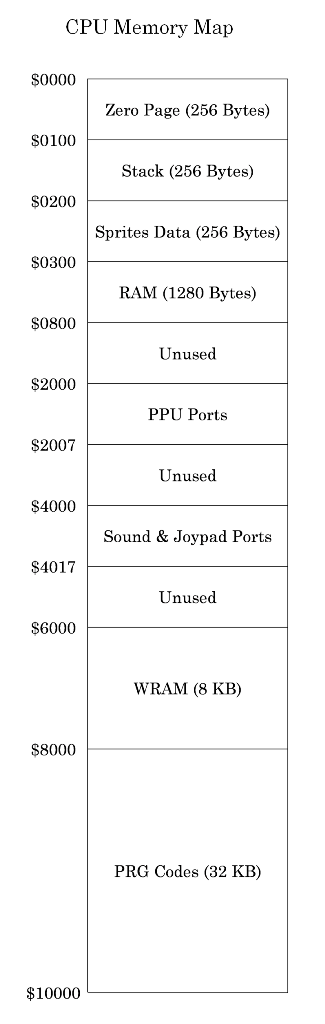 CPU Memory Map
$0000
Zero Page (256 Bytes)
$0100
Stack (256 Bytes)
$0200
Sprites Data (256 Bytes)
$0300
RAM (1280 Bytes)
$0800
Unused
$2000
PPU Ports
$2007
Unused
$4000
Sound & Joypad Ports
$4017
Unused
$6000
WRAM (8 KB)
$8000
PRG Codes (32 KB)
$10000